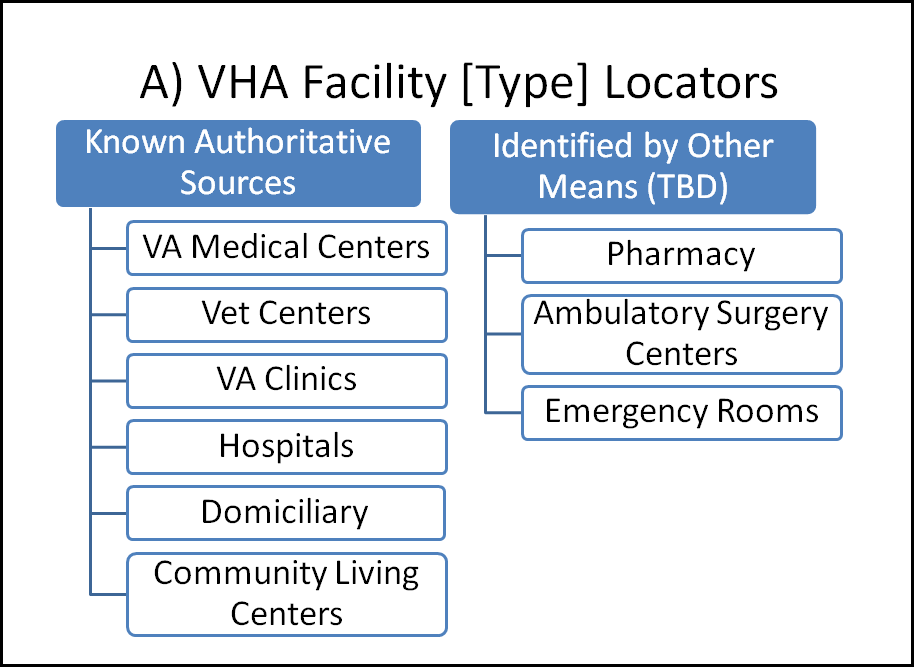 A) VHA Facility [Type] Locators
Known Authoritative
Sources
VA Medical Centers
Vet Centers
VA Clinics
Hospitals
Domiciliary
Community Living
Centers
Identified by Other
Means (TBD)
Pharmacy
Ambulatory Surgery
Centers
Emergency Rooms